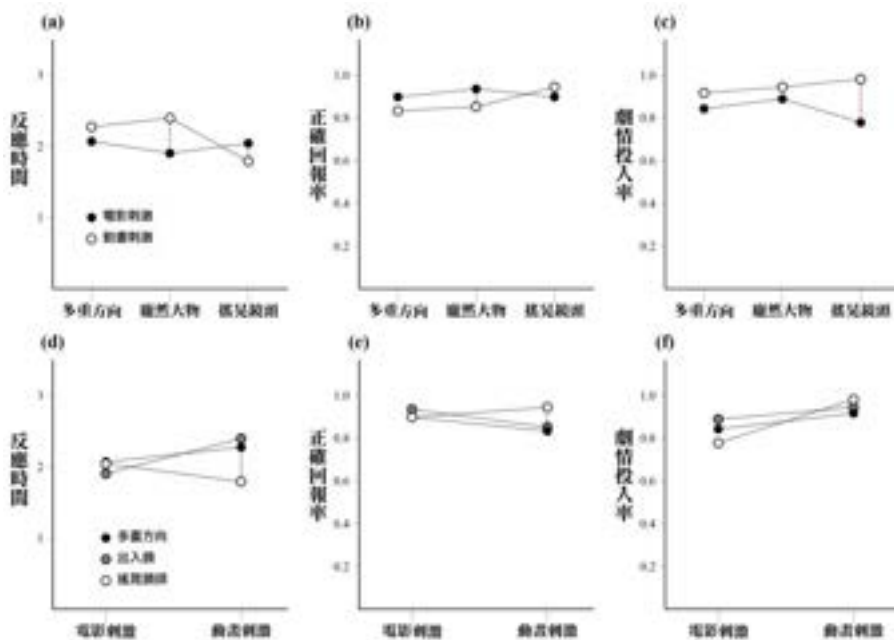 (a)
反應時間
3
2
1
電影刺激
動畫刺激
多重方向 龐然大物 搖晃鏡頭
(b)
正確回報率
1.0
0.8
0.6
0.4
0.2
多重方向 龐然大物 搖晃鏡頭
(c)
劇情投入率
1.0
0.8
0.6
0.4
0.2
多重方向 龐然大物 搖晃鏡頭
(d)
反應時間
3
2
1
多重方向
出入鏡
搖晃鏡頭
電影刺激 動畫刺激
(e)
正確回報率
1.0
0.8
0.6
0.4
0.2
電影刺激 動畫刺激
(f)
劇情投入率
1.0
0.8
0.6
0.4
0.2
電影刺激 動畫刺激